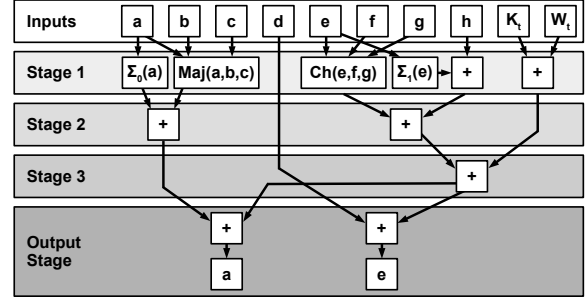 Inputs a b c d e f g h Kt Wt
Stage 1 Σ0(a) Maj(a,b,c) Ch(e,f,g) Σ1(e) + +
Stage 2 + +
Stage 3 +
+ +
Output
Stage
a e